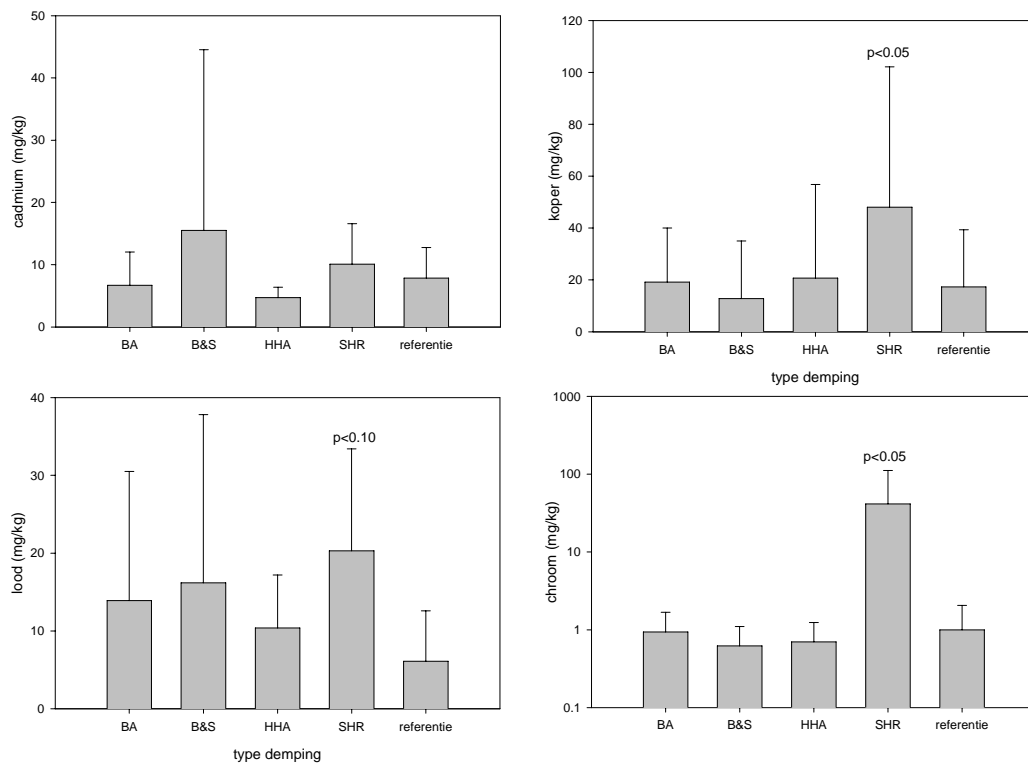 cadmium (mg/kg)
50
40
30
20
10
0
BA B&S HHA SHR referentie
koper (mg/kg)
120
100
80
60
40
20
0
p<0.05
BA B&S HHA SHR referentie
type demping
lood (mg/kg)
40
30
20
10
0
p<0.10
BA B&S HHA SHR referentie
type demping
chroom (mg/kg)
1000
100
10
1
0.1
p<0.05
BA B&S HHA SHR referentie